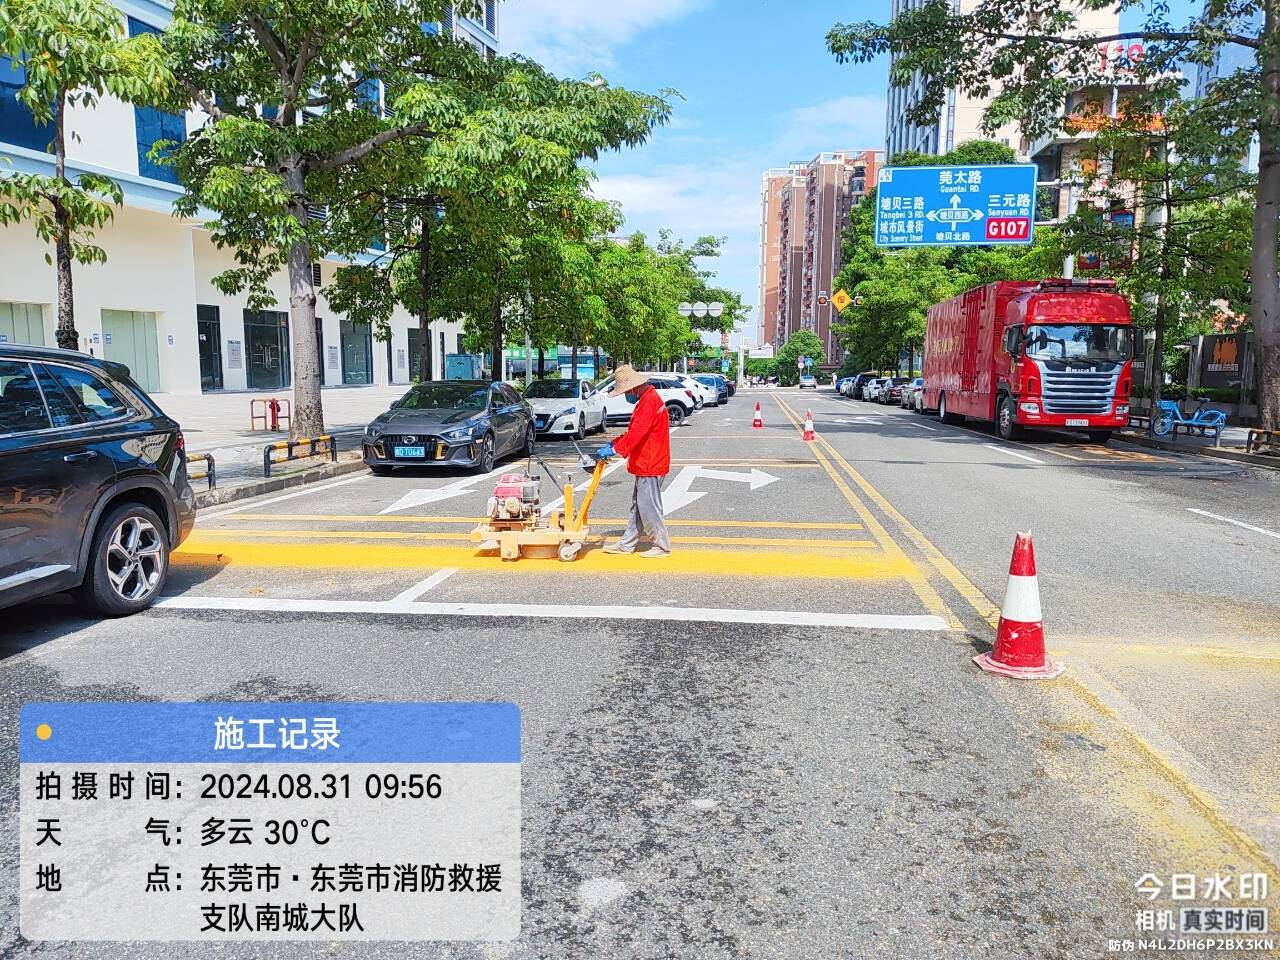 119
莞太路
Guantai RD.
塘贝三路
Tangbei 3 RD.
城市风景街
City Scenery Street
塘贝西路
三元路
Sanyuan RD.
G107
塘贝北路
施工记录
拍摄时间：2024.08.31 09:56
天气：多云 30°C
地点：东莞市·东莞市消防救援
支队南城大队
今日水印
相机 真实时间
防伪 N4L2DH6P2BX3KN